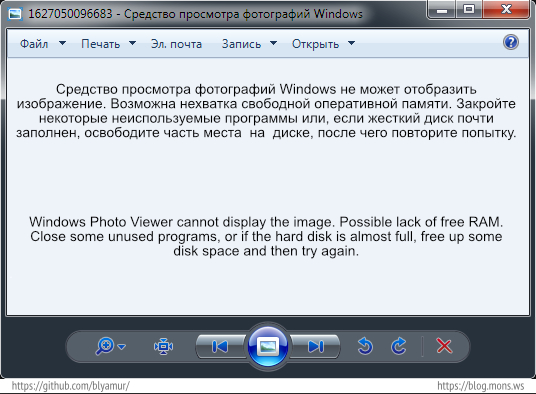 1627050096683 - Средство просмотра фотографий Windows
Файл Печать Эл. почта Запись Открыть
Средство просмотра фотографий Windows не может отобразить
изображение. Возможна нехватка свободной оперативной памяти. Закройте
некоторые неиспользуемые программы или, если жесткий диск почти
заполнен, освободите часть места на диске, после чего повторите попытку.
Windows Photo Viewer cannot display the image. Possible lack of free RAM.
Close some unused programs, or if the hard disk is almost full, free up some
disk space and then try again.
https://github.com/blyamur/ https://blog.mons.ws